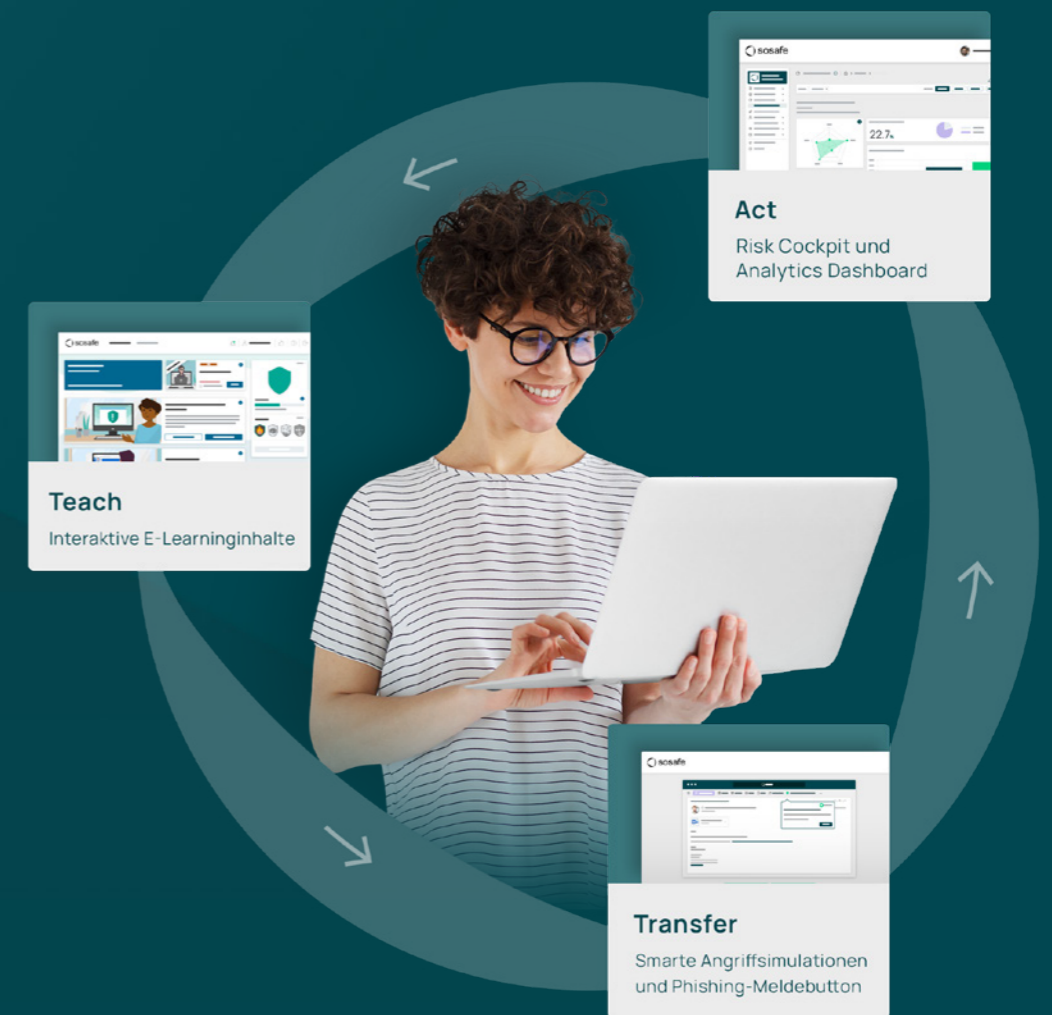 sosafe
22.7%
Act
Risk Cockpit und
Analytics Dashboard
sosafe
Teach
Interaktive E-Learninginhalte
sosafe
Transfer
Smarte Angriffsimulationen
und Phishing-Meldebutton